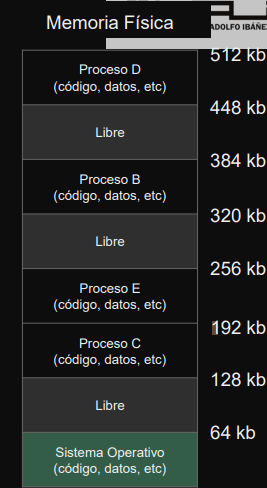 Memoria Física
ADOLFO IBÁÑEZ
512 kb
Proceso D
(código, datos, etc)
448 kb
Libre
384 kb
Proceso B
(código, datos, etc)
320 kb
Libre
256 kb
Proceso E
(código, datos, etc)
192 kb
Proceso C
(código, datos, etc)
128 kb
Libre
64 kb
Sistema Operativo
(código, datos, etc)